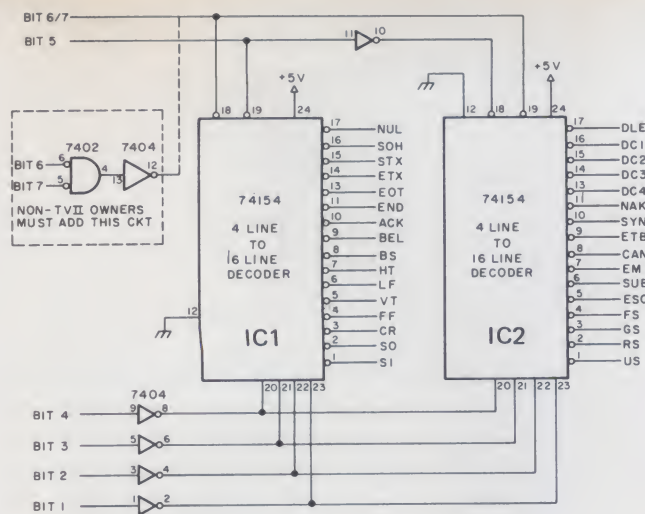 BIT 6/7
BIT 5
11 10
7402 7404
BIT 6 6
BIT 7 5
4 13 12
NON-TVII OWNERS
MUST ADD THIS CKT
+5V
18 19 24
74154
4 LINE
TO
16 LINE
DECODER
IC1
12
17 NUL
16 SOH
15 STX
14 ETX
13 EOT
11 END
10 ACK
9 BEL
8 BS
7 HT
6 LF
5 VT
4 FF
3 CR
2 SO
1 SI
20 21 22 23
+5V
12 18 19 24
74154
4 LINE
TO
16 LINE
DECODER
IC2
17 DLE
16 DC1
15 DC2
14 DC3
13 DC4
11 NAK
10 SYN
9 ETB
8 CAN
7 EM
6 SUB
5 ESC
4 FS
3 GS
2 RS
1 US
20 21 22 23
7404
BIT 4 9 8
BIT 3 5 6
BIT 2 3 4
BIT 1 1 2